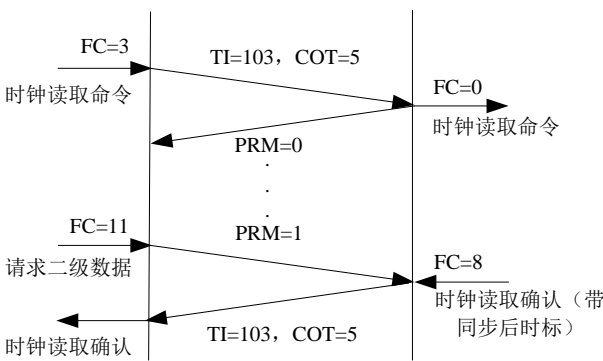 FC=3
TI=103，COT=5
时钟读取命令
FC=0
时钟读取命令
PRM=0
.
.
.
FC=11
PRM=1
请求二级数据
FC=8
时钟读取确认（带
同步后时标）
时钟读取确认
TI=103，COT=5